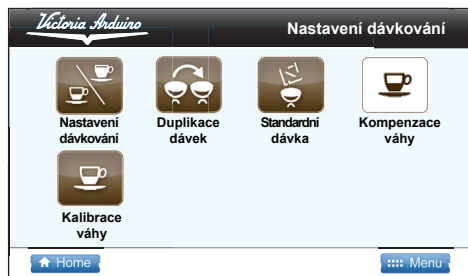 Victoria Arduino
Nastavení dávkování
Nastavení
dávkování
Duplikace
dávek
Standardní
dávka
Kompenzace
váhy
Kalibrace
váhy
Home
Menu